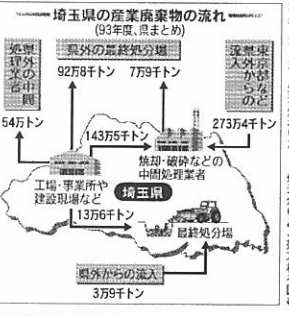 埼玉県の産業廃棄物の流れ
(93年度、県まとめ)
県外の中間
処理業者
県外の最終処分場
東京都など
県外からの
流入
92万8千トン
7万9千トン
54万トン
143万5千トン
273万4千トン
焼却・破砕などの
中間処理業者
工場・事業所や
建設現場など
埼玉県
13万6千トン
最終処分場
県外からの流入
3万9千トン